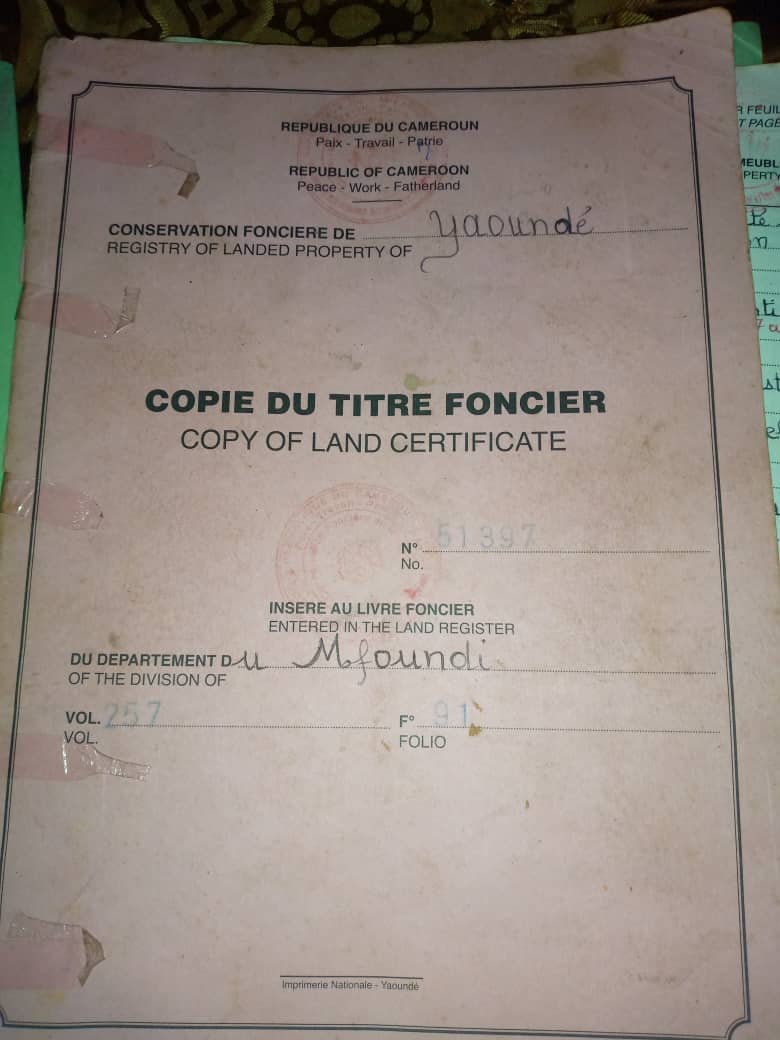 REPUBLIQUE DU CAMEROUN
Paix - Travail - Patrie
REPUBLIC OF CAMEROON
Peace - Work - Fatherland
CONSERVATION FONCIERE DE Yaoundé
REGISTRY OF LANDED PROPERTY OF
COPIE DU TITRE FONCIER
COPY OF LAND CERTIFICATE
N° 51397
No.
INSERE AU LIVRE FONCIER
ENTERED IN THE LAND REGISTER
DU DEPARTEMENT Du Mfoundi
OF THE DIVISION OF
VOL. 257 F° 91
VOL. FOLIO
Imprimerie Nationale - Yaoundé